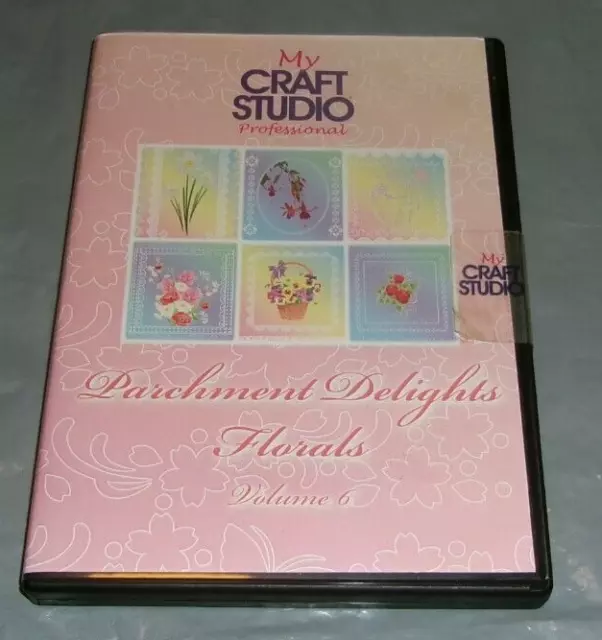 My
CRAFT
STUDIO
Professional
My
CRAFT
STUDIO
Parchment Delights
Florals
Volume 6